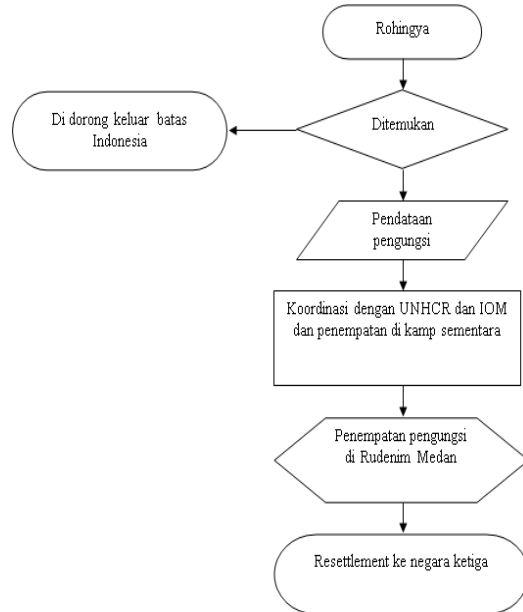 Rohingya
Di dorong keluar batas
Indonesia
Ditemukan
Pendataan
pengungsi
Koordinasi dengan UNHCR dan IOM
dan penempatan di kamp sementara
Penempatan pengungsi
di Rudenim Medan
Resettlement ke negara ketiga